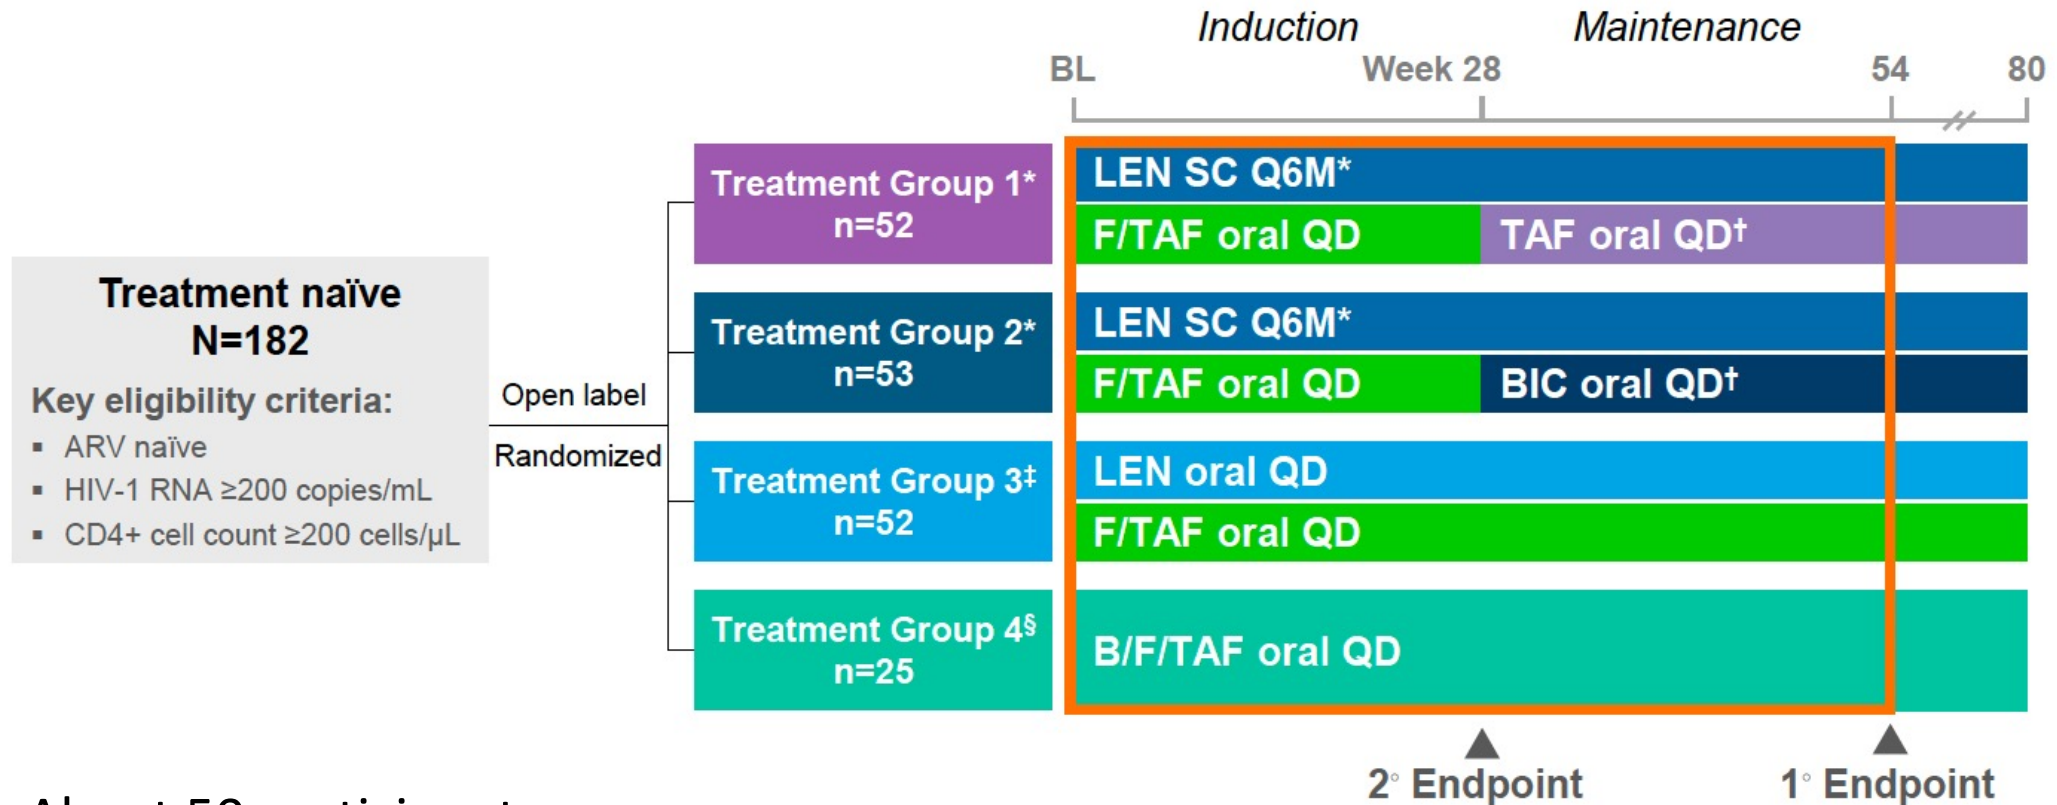 Induction Maintenance
BL Week 28 54 80
Treatment naïve
N=182
Key eligibility criteria:
▪ ARV naïve
▪ HIV-1 RNA ≥200 copies/mL
▪ CD4+ cell count ≥200 cells/µL
Open label
Randomized
Treatment Group 1*
n=52
LEN SC Q6M*
F/TAF oral QD TAF oral QD†
Treatment Group 2*
n=53
LEN SC Q6M*
F/TAF oral QD BIC oral QD†
Treatment Group 3‡
n=52
LEN oral QD
F/TAF oral QD
Treatment Group 4§
n=25
B/F/TAF oral QD
2° Endpoint 1° Endpoint